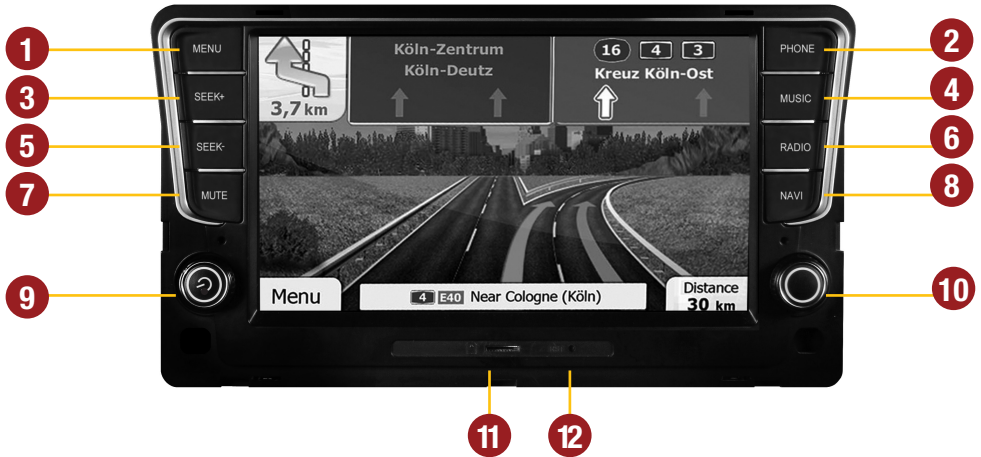 1 MENU
PHONE 2
3 SEEK+
MUSIC 4
5 SEEK-
RADIO 6
7 MUTE
NAVI 8
9
10
11
12
3,7 km
Köln-Zentrum
Köln-Deutz
16 4 3
Kreuz Köln-Ost
Menu
4 E40 Near Cologne (Köln)
Distance
30 km